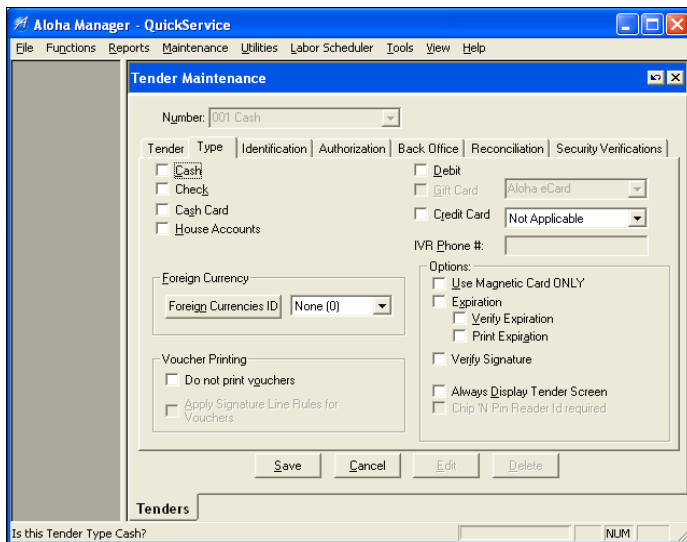 Aloha Manager - QuickService
File Functions Reports Maintenance Utilities Labor Scheduler Tools View Help
Tender Maintenance
Number: 001 Cash
Tender Type Identification Authorization Back Office Reconciliation Security Verifications
Cash
Check
Cash Card
House Accounts
Debit
Gift Card Aloha eCard
Credit Card Not Applicable
IVR Phone #:
Foreign Currency
Foreign Currencies ID None (0)
Voucher Printing
Do not print vouchers
Apply Signature Line Rules for
Vouchers
Options:
Use Magnetic Card ONLY
Expiration
Verify Expiration
Print Expiration
Verify Signature
Always Display Tender Screen
Chip 'N Pin Reader Id required
Save Cancel Edit Delete
Tenders
Is this Tender Type Cash? NUM